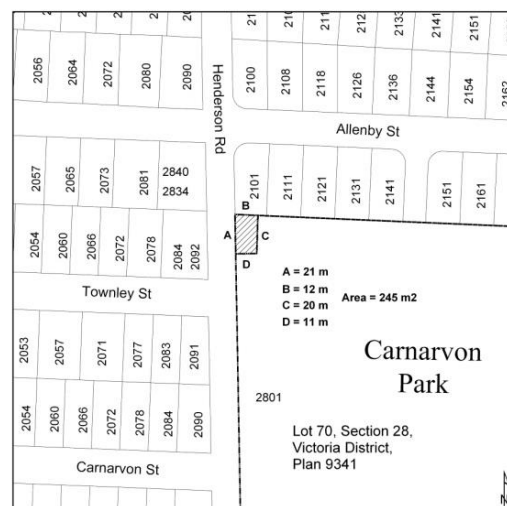 2056
2064
2072
2080
2090
2100
2108
2118
2126
2136
2144
2154
2133
2141
2151
Henderson Rd
Allenby St
2057
2065
2073
2081
2840
2834
2101
2111
2121
2131
2141
2151
2161
2054
2060
2066
2072
2078
2084
2092
B
A
C
D
A = 21 m
B = 12 m
C = 20 m
D = 11 m
Area = 245 m2
Townley St
2053
2057
2071
2077
2083
2091
Carnarvon
Park
2801
2054
2060
2066
2072
2078
2084
2090
Lot 70, Section 28,
Victoria District,
Plan 9341
Carnarvon St